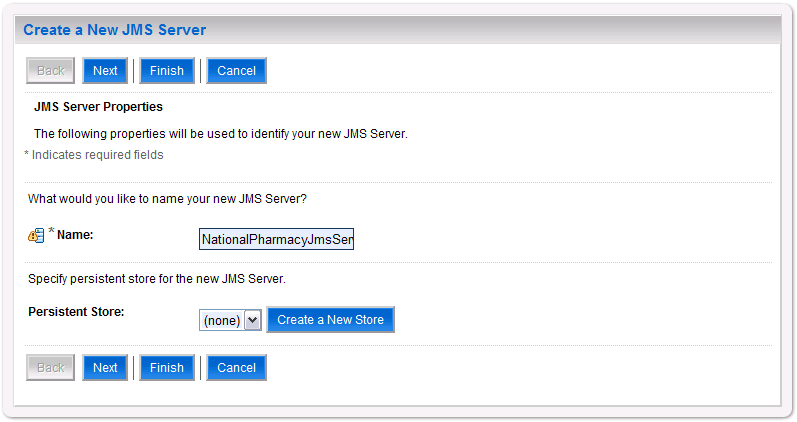 Create a New JMS Server
Back Next Finish Cancel
JMS Server Properties
The following properties will be used to identify your new JMS Server.
* Indicates required fields
What would you like to name your new JMS Server?
* Name: NationalPharmacyJmsSer
Specify persistent store for the new JMS Server.
Persistent Store: (none) Create a New Store
Back Next Finish Cancel